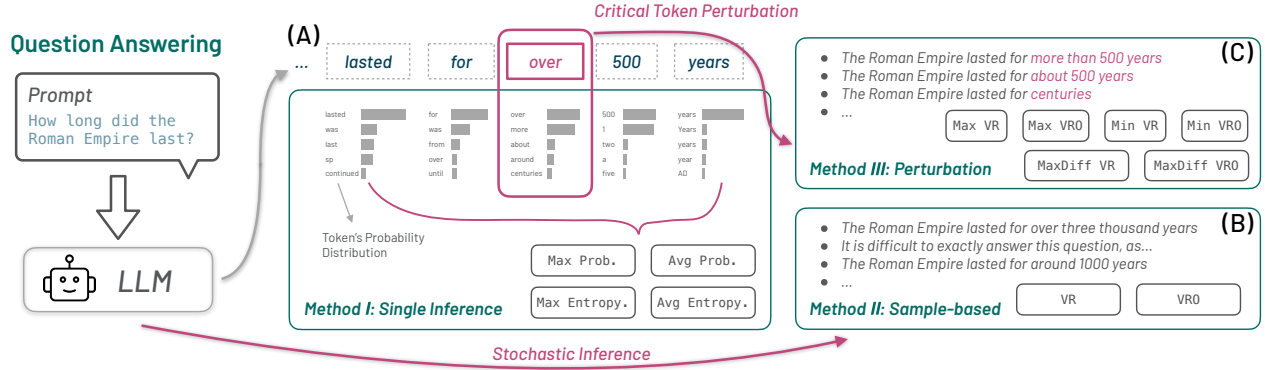 Critical Token Perturbation
Question Answering
(A)
... lasted for over 500 years
Prompt
How long did the
Roman Empire last?
LLM
lasted
was
last
sp
continued
for
was
from
over
until
over
more
about
around
centuries
500
1
two
a
five
years
Years
years
year
AD
Token's Probability
Distribution
Max Prob.
Avg Prob.
Max Entropy.
Avg Entropy.
Method I: Single Inference
(C)
The Roman Empire lasted for more than 500 years
The Roman Empire lasted for about 500 years
The Roman Empire lasted for centuries
...
Max VR
Max VRO
Min VR
Min VRO
MaxDiff VR
MaxDiff VRO
Method III: Perturbation
(B)
The Roman Empire lasted for over three thousand years
It is difficult to exactly answer this question, as...
The Roman Empire lasted for around 1000 years
...
VR
VRO
Method II: Sample-based
Stochastic Inference